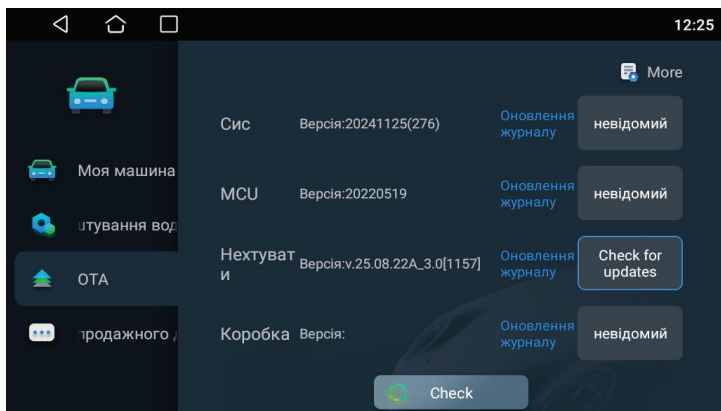 12:25
More
Моя машина
штування вод
OTA
продажного д
Сис Версія:20241125(276) Оновлення журналу невідомий
MCU Версія:20220519 Оновлення журналу невідомий
Нехтувати Версія:v.25.08.22A_3.0[1157] Оновлення журналу Check for updates
Коробка Версія: Оновлення журналу невідомий
Check